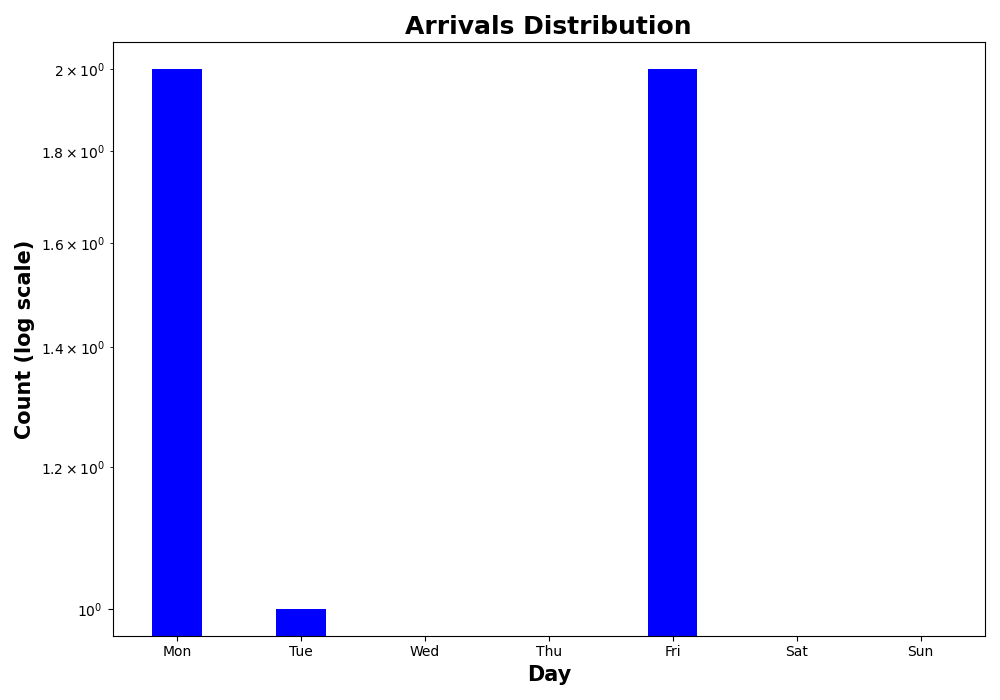 Arrivals Distribution
Count (log scale)
2 × 10⁰
1.8 × 10⁰
1.6 × 10⁰
1.4 × 10⁰
1.2 × 10⁰
10⁰
Mon Tue Wed Thu Fri Sat Sun
Day